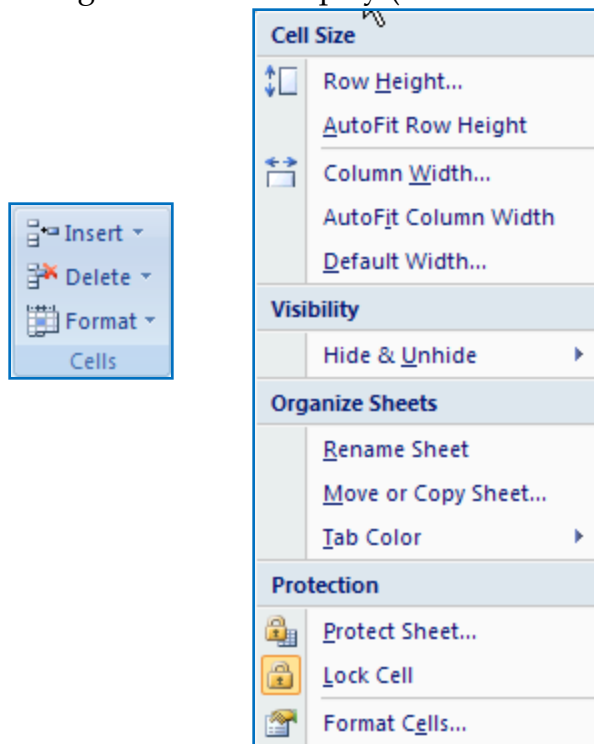 Cell Size
Row Height...
AutoFit Row Height
Column Width...
AutoFit Column Width
Default Width...
Visibility
Hide & Unhide
Organize Sheets
Rename Sheet
Move or Copy Sheet...
Tab Color
Protection
Protect Sheet...
Lock Cell
Format Cells...
Insert
Delete
Format
Cells